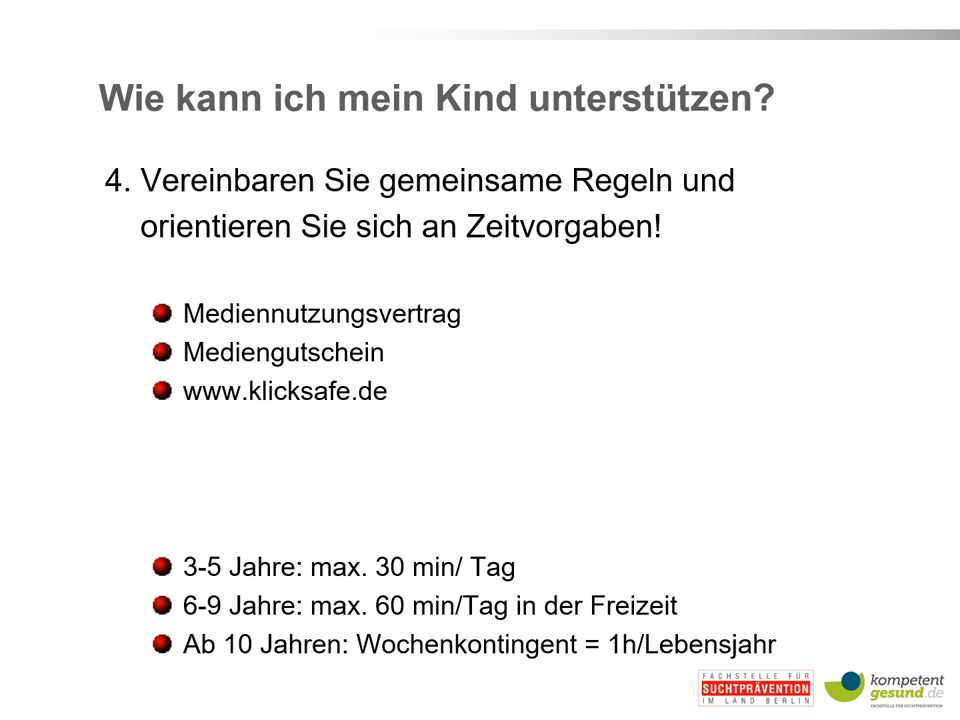 Wie kann ich mein Kind unterstützen?
4. Vereinbaren Sie gemeinsame Regeln und
orientieren Sie sich an Zeitvorgaben!
Mediennutzungsvertrag
Mediengutschein
www.klicksafe.de
3-5 Jahre: max. 30 min/ Tag
6-9 Jahre: max. 60 min/Tag in der Freizeit
Ab 10 Jahren: Wochenkontingent = 1h/Lebensjahr
FACHSTELLE FÜR
SUCHTPRÄVENTION
IM LAND BERLIN
kompetent
gesund.de
FACHSTELLE FÜR SUCHTPRÄVENTION